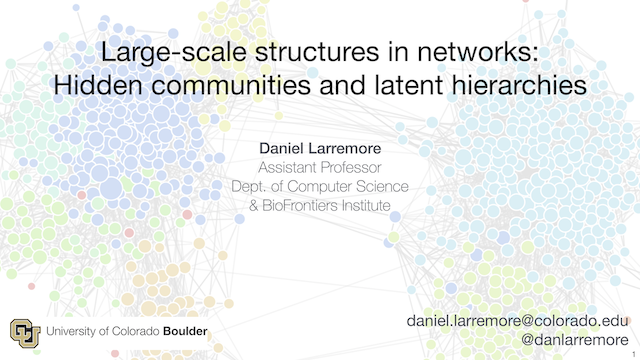 Large-scale structures in networks:
Hidden communities and latent hierarchies
Daniel Larremore
Assistant Professor
Dept. of Computer Science
& BioFrontiers Institute
CU
University of Colorado Boulder
daniel.larremore@colorado.edu
@danlarremore
1